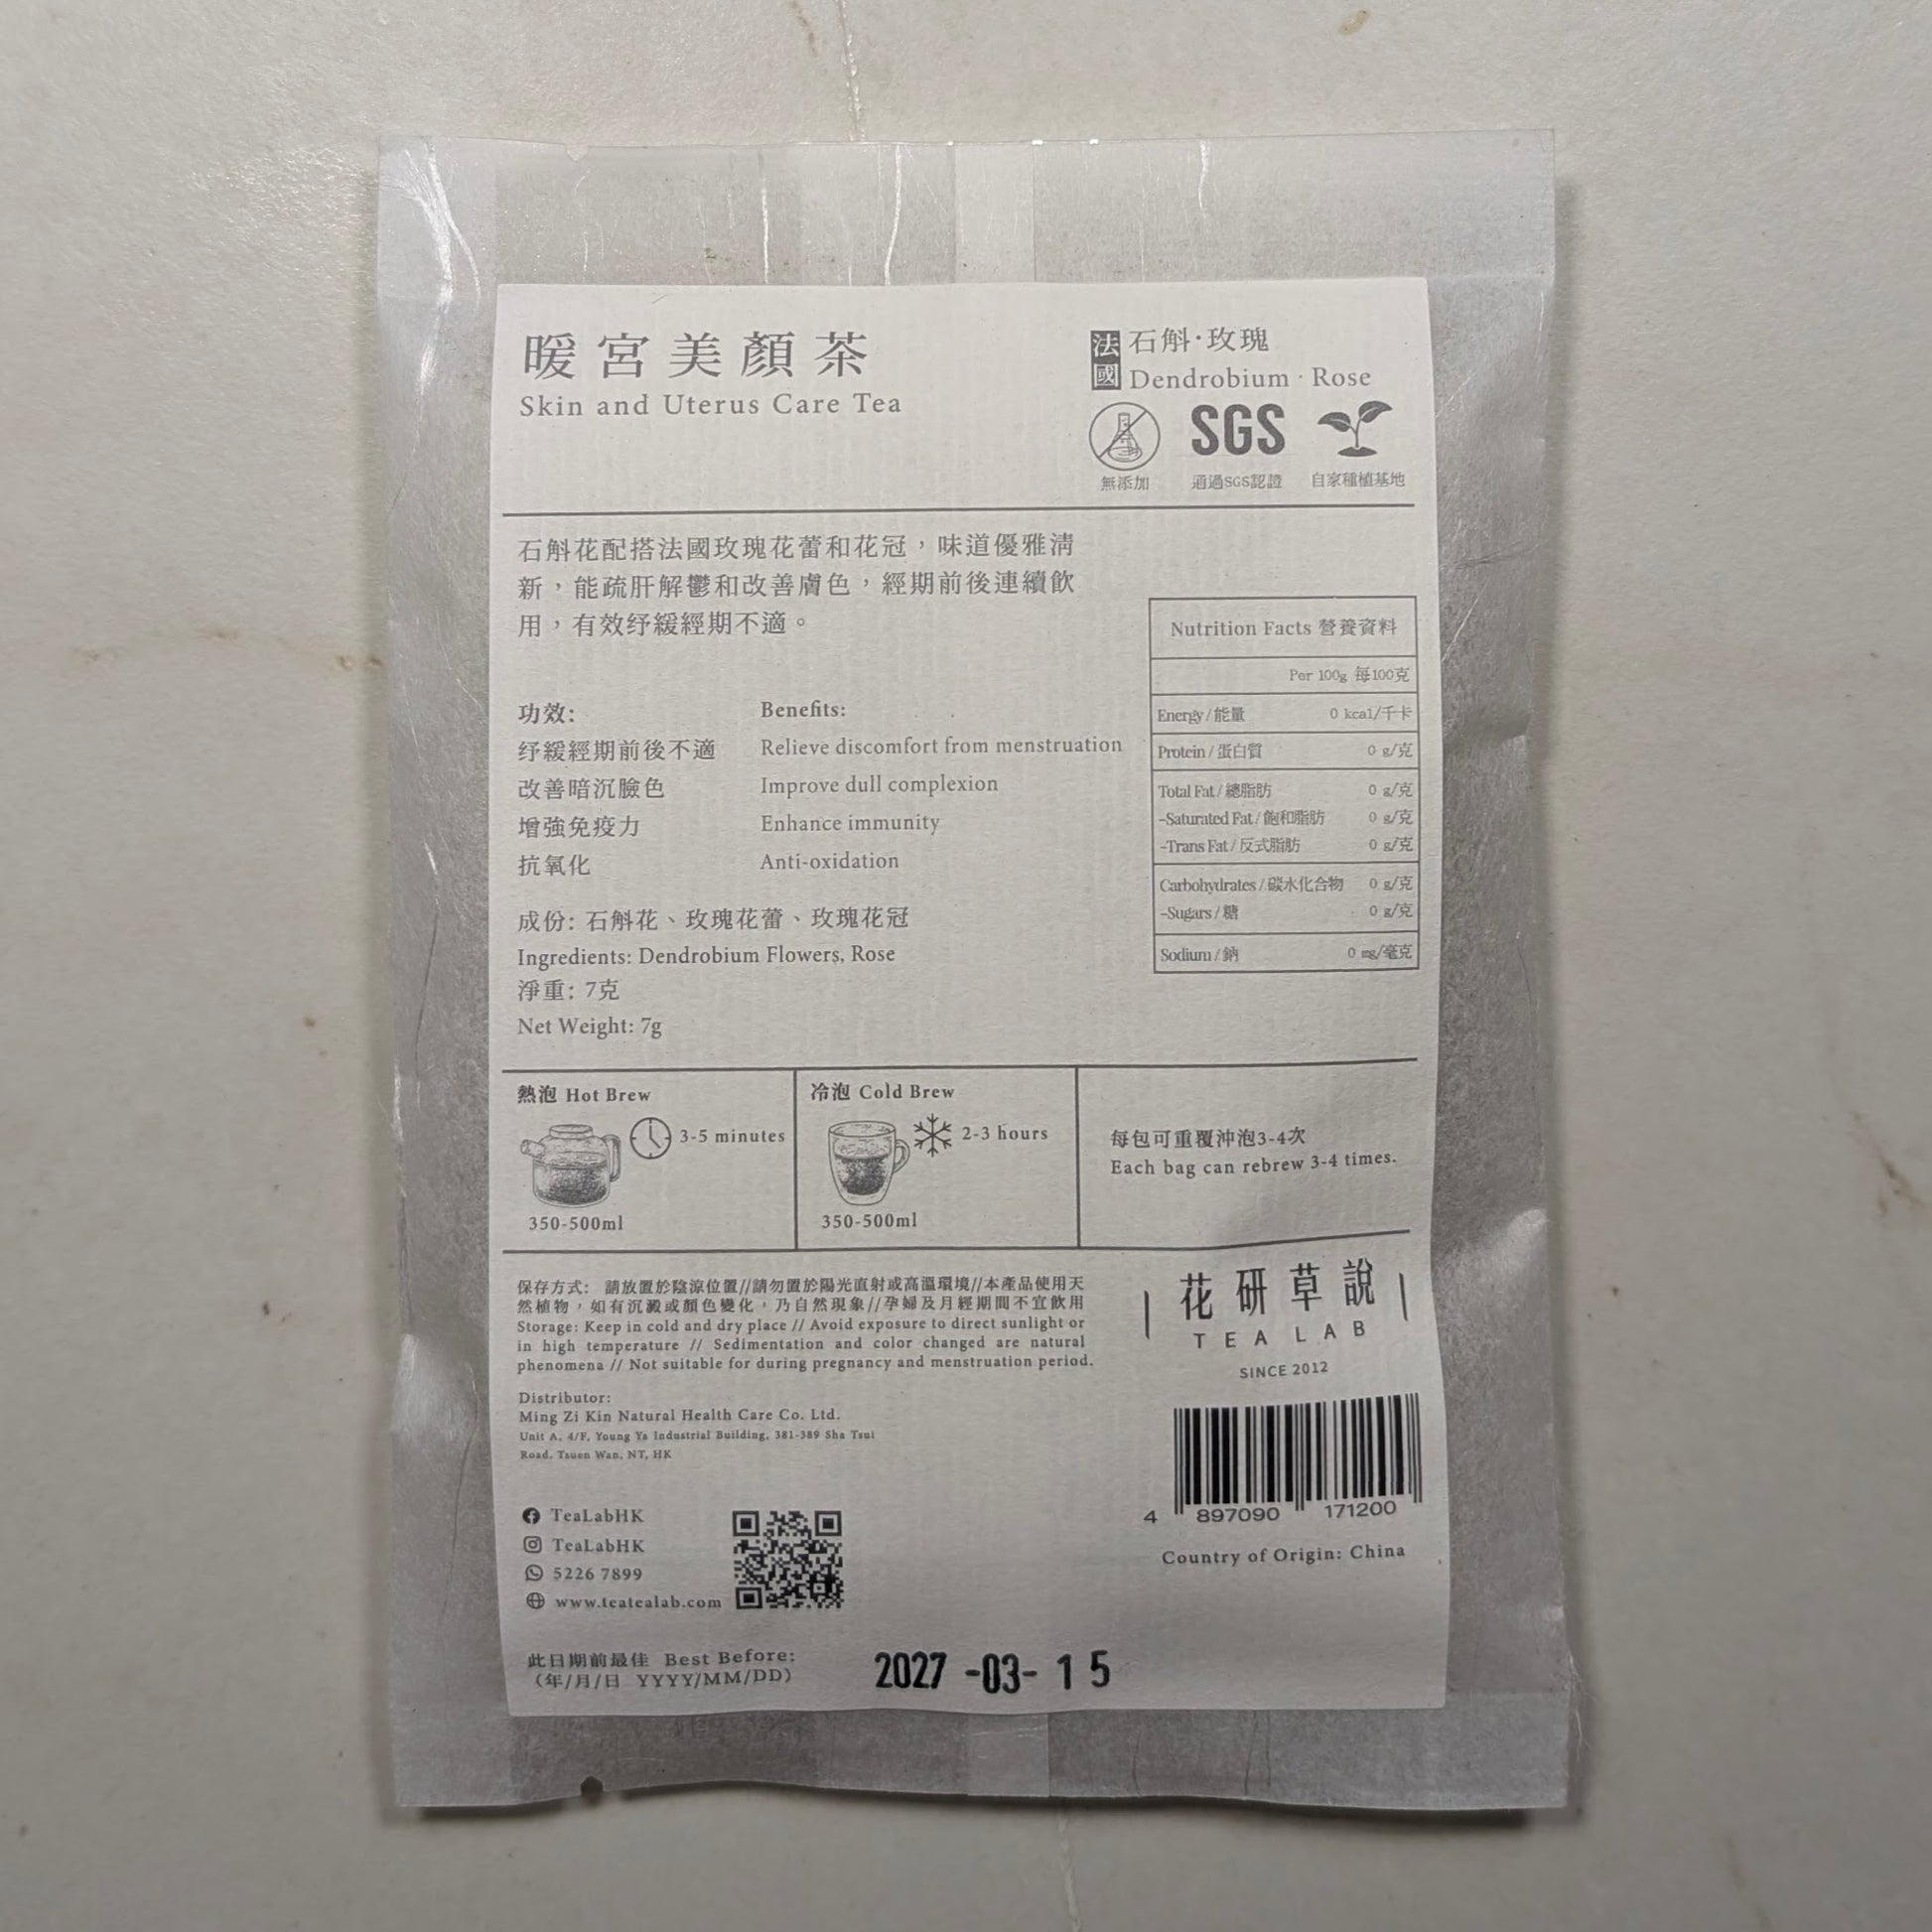 暖宮美顏茶
Skin and Uterus Care Tea
法國
石斛·玫瑰
Dendrobium · Rose
SGS
無添加
通過SGS認證
自家種植基地
石斛花配搭法國玫瑰花蕾和花冠，味道優雅清
新，能疏肝解鬱和改善膚色，經期前後連續飲
用，有效纾緩經期不適。
功效:
纾緩經期前後不適
改善暗沉臉色
增強免疫力
抗氧化
Benefits:
Relieve discomfort from menstruation
Improve dull complexion
Enhance immunity
Anti-oxidation
成份: 石斛花、玫瑰花蕾、玫瑰花冠
Ingredients: Dendrobium Flowers, Rose
淨重: 7克
Net Weight: 7g
Nutrition Facts 營養資料
Per 100g 每100克
Energy / 能量 0 kcal/千卡
Protein / 蛋白質 0 g/克
Total Fat / 總脂肪 0 g/克
-Saturated Fat / 飽和脂肪 0 g/克
-Trans Fat / 反式脂肪 0 g/克
Carbohydrates / 碳水化合物 0 g/克
-Sugars / 糖 0 g/克
Sodium / 鈉 0 mg/毫克
熱泡 Hot Brew
3-5 minutes
350-500ml
冷泡 Cold Brew
2-3 hours
350-500ml
每包可重覆沖泡3-4次
Each bag can rebrew 3-4 times.
保存方式: 請放置於陰涼位置//請勿置於陽光直射或高溫環境//本產品使用天
然植物，如有沉澱或顏色變化，乃自然現象//孕婦及月經期間不宜飲用
Storage: Keep in cold and dry place // Avoid exposure to direct sunlight or
in high temperature // Sedimentation and color changed are natural
phenomena // Not suitable for during pregnancy and menstruation period.
Distributor:
Ming Zi Kin Natural Health Care Co. Ltd.
Unit A, 4/F, Young Ya Industrial Building, 381-389 Sha Tsui
Road, Tsuen Wan, NT, HK
TeaLabHK
TeaLabHK
5226 7899
www.teatealab.com
花研草說
TEA LAB
SINCE 2012
4 897090 171200
Country of Origin: China
此日期前最佳 Best Before:
(年/月/日 YYYY/MM/DD)
2027 -03- 1 5